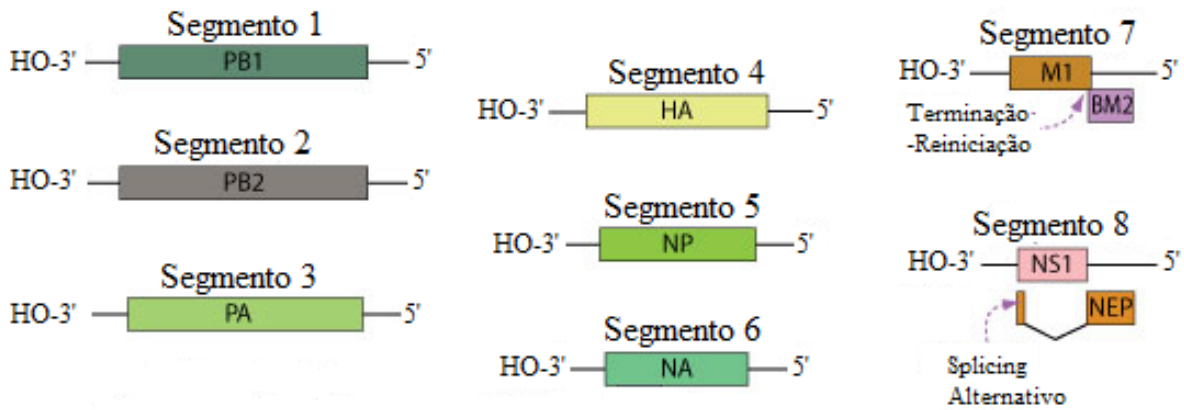 Segmento 1
HO-3' PB1 5'
Segmento 2
HO-3' PB2 5'
Segmento 3
HO-3' PA 5'
Segmento 4
HO-3' HA 5'
Segmento 5
HO-3' NP 5'
Segmento 6
HO-3' NA 5'
Segmento 7
HO-3' M1 5'
BM2
Terminação-
-Reiniciação
Segmento 8
HO-3' NS1 5'
NEP
Splicing
Alternativo